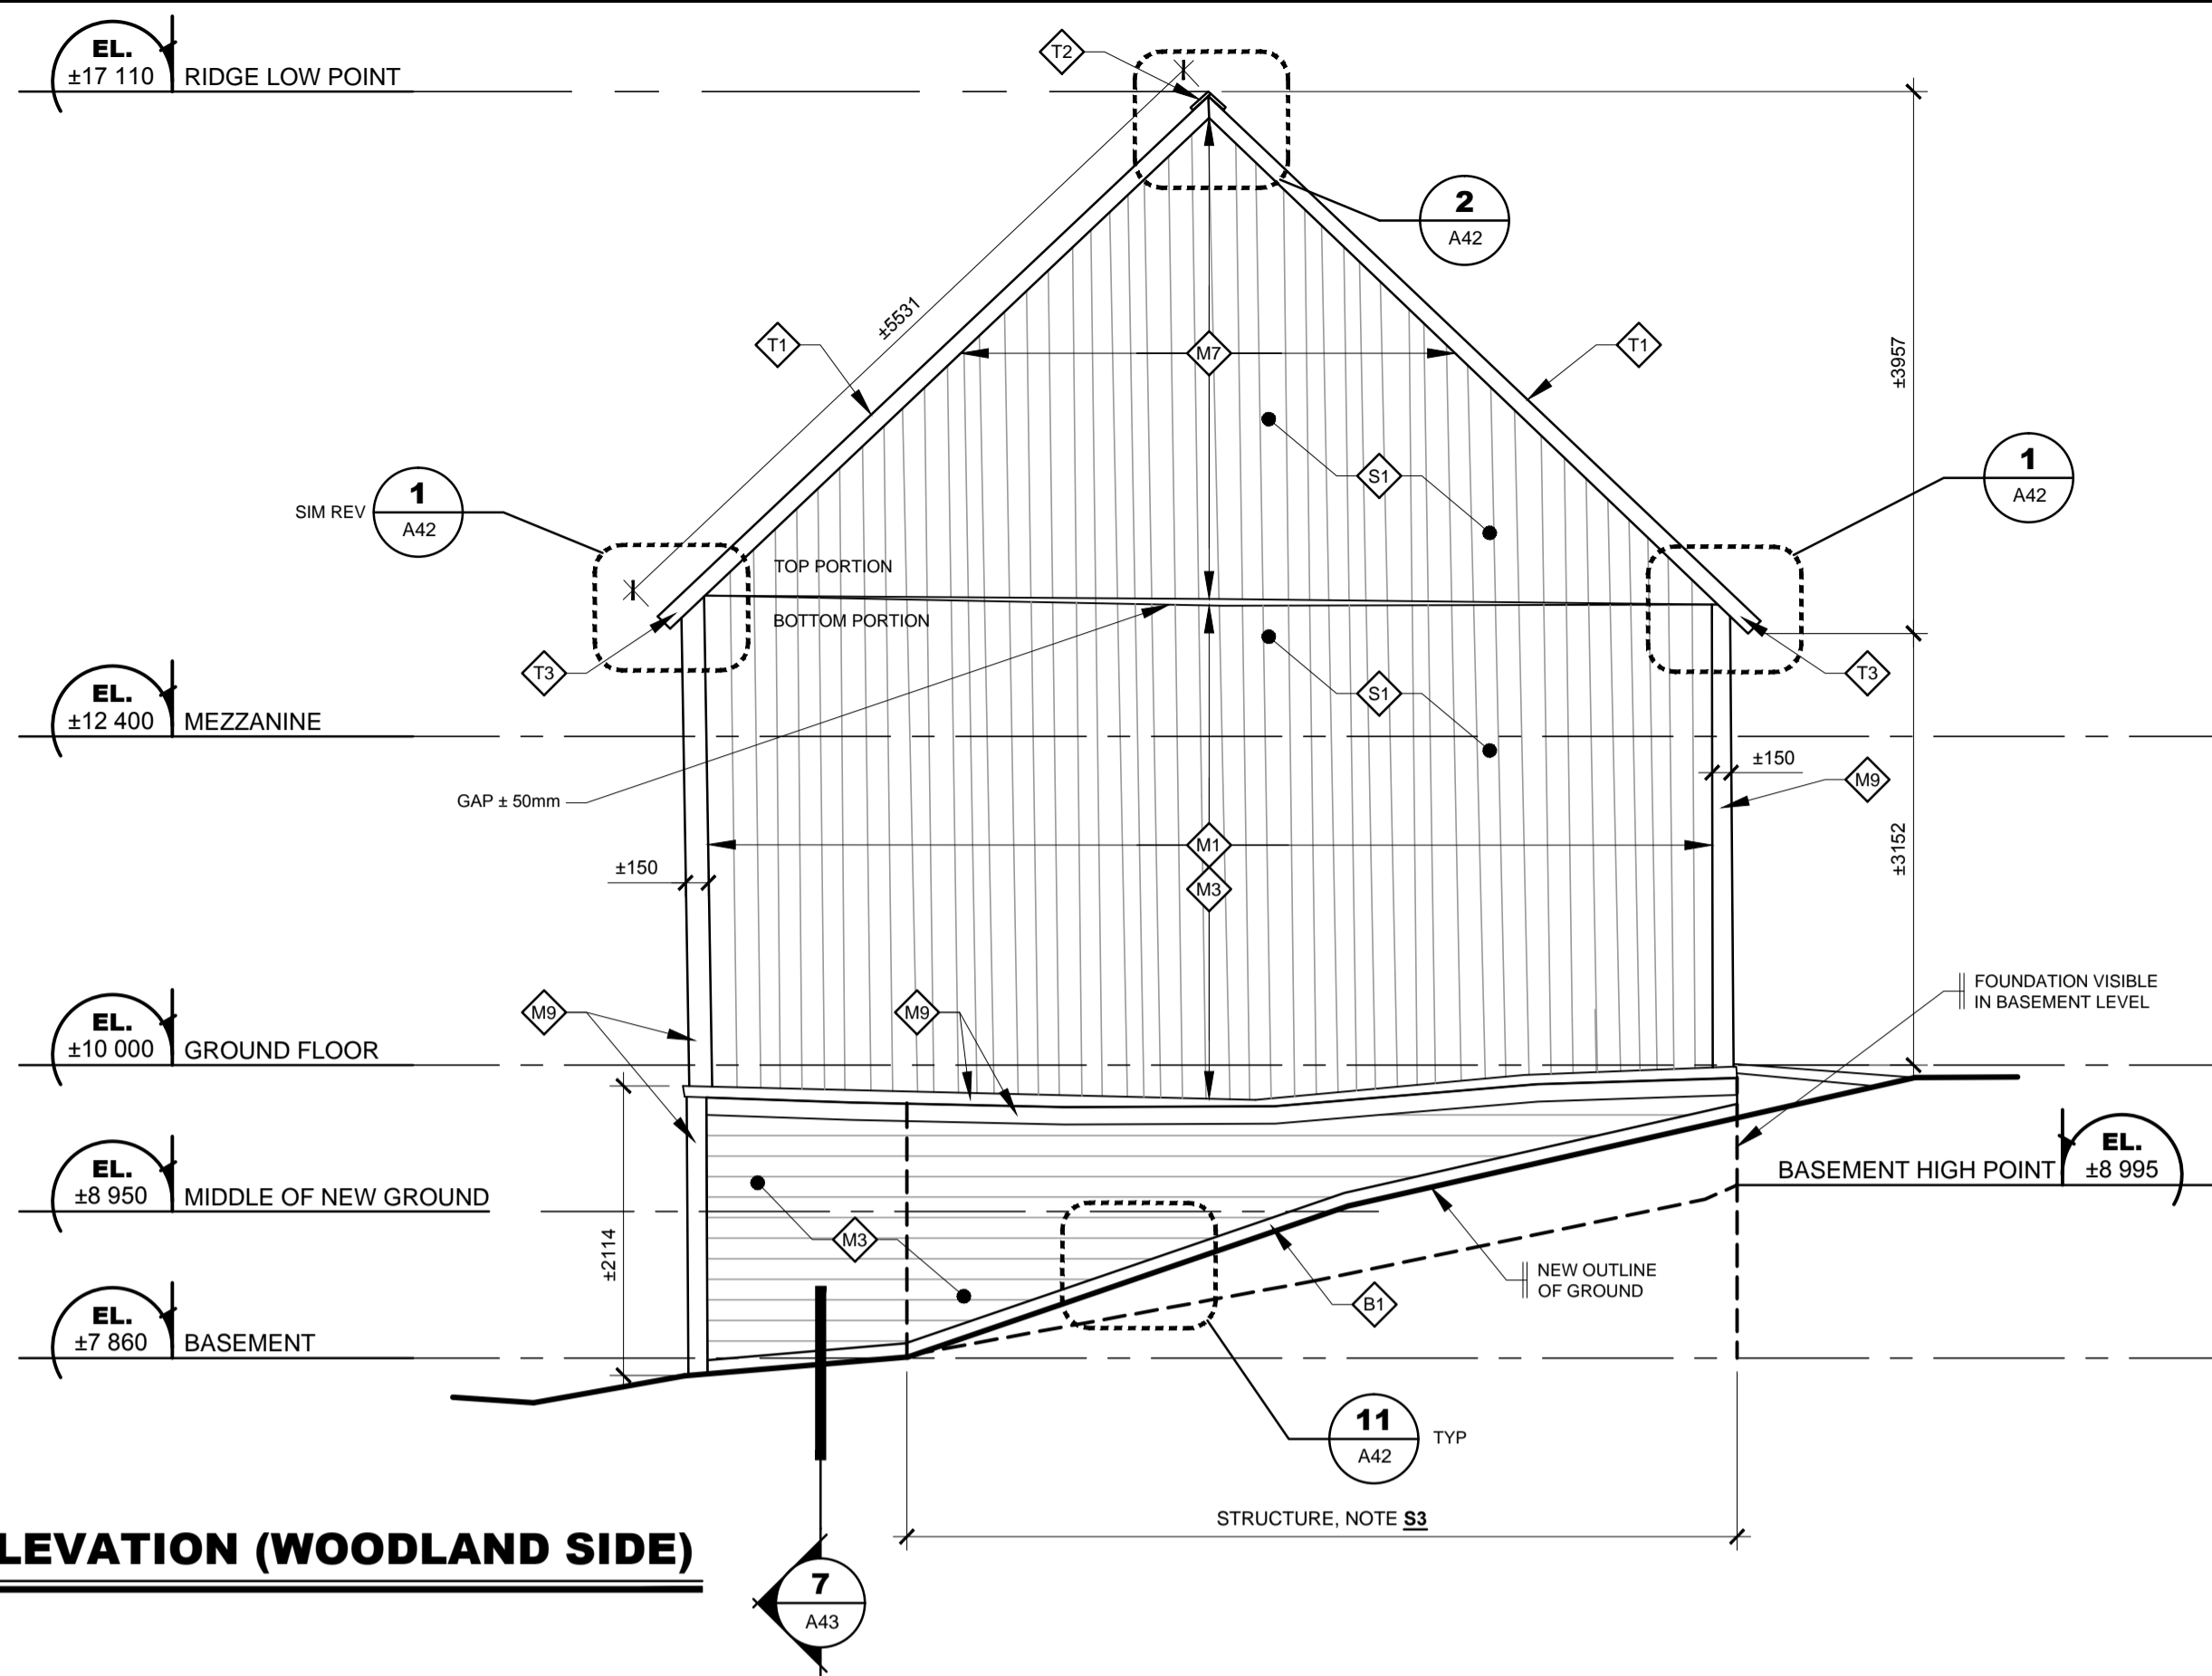 EL.
±17 110 RIDGE LOW POINT
T2
2
A42
±5531
T1
M7
T1
±3957
S1
1
A42
SIM REV
1
A42
TOP PORTION
BOTTOM PORTION
T3
S1
T3
EL.
±12 400 MEZZANINE
±150
M9
GAP ± 50mm
M1
±3152
±150
M3
FOUNDATION VISIBLE
IN BASEMENT LEVEL
M9
M9
EL.
±10 000 GROUND FLOOR
EL.
±8 950 MIDDLE OF NEW GROUND
EL.
BASEMENT HIGH POINT ±8 995
±2114
M3
NEW OUTLINE
OF GROUND
B1
EL.
±7 860 BASEMENT
11
A42
TYP
STRUCTURE, NOTE S3
LEVATION (WOODLAND SIDE)
7
A43